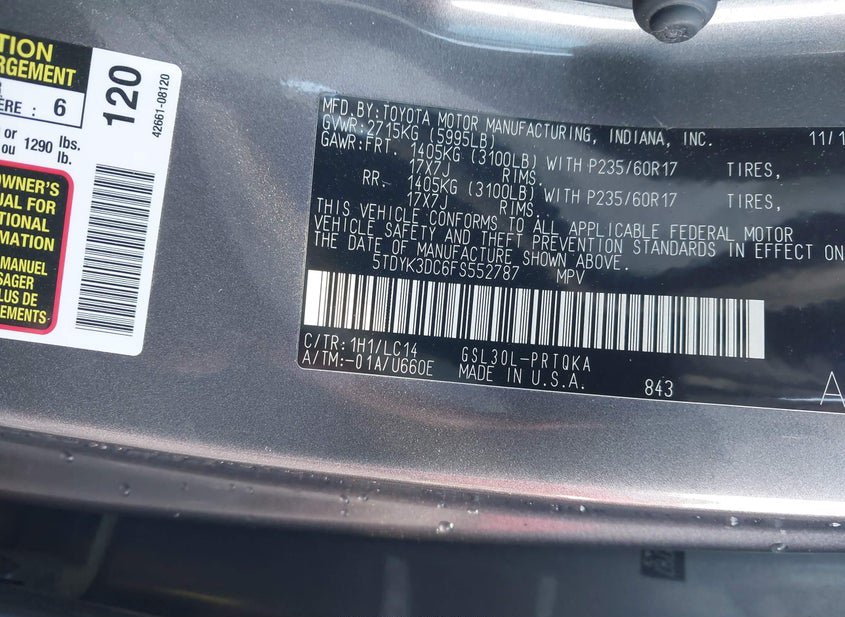 TION
RGEMENT
ÈRE : 6
or 1290 lbs.
ou lb.
OWNER'S
UAL FOR
TIONAL
RMATION
MANUEL
SAGER
LUS DE
NEMENTS
120
42661-08120
MFD.BY:TOYOTA MOTOR MANUFACTURING, INDIANA, INC. 11/1
GVWR:2715KG (5995LB)
GAWR:FRT. 1405KG (3100LB) WITH P235/60R17 TIRES,
17X7J RIMS.
RR. 1405KG (3100LB) WITH P235/60R17 TIRES,
17X7J RIMS.
THIS VEHICLE CONFORMS TO ALL APPLICABLE FEDERAL MOTOR
VEHICLE SAFETY AND THEFT PREVENTION STANDARDS IN EFFECT ON
THE DATE OF MANUFACTURE SHOWN ABOVE.
5TDYK3DC6FS552787 MPV
C/TR:1H1/LC14 GSL30L-PRTQKA
A/TM:-01A/U660E MADE IN U.S.A. 843
A